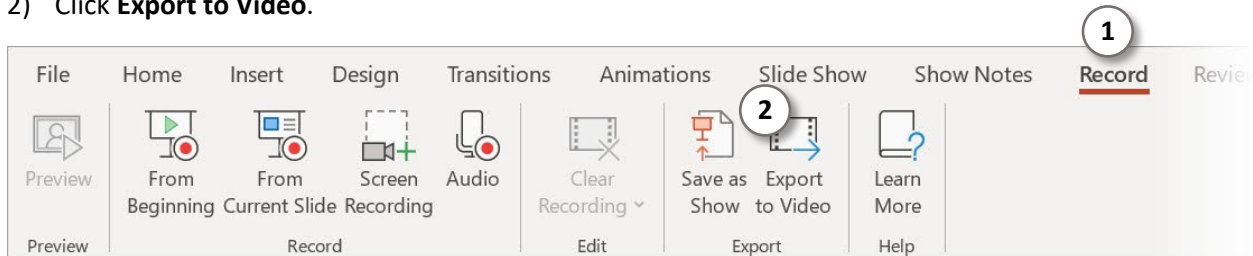 2) Click Export to Video.
1
File Home Insert Design Transitions Animations Slide Show Show Notes Record
2
Preview From Beginning From Current Slide Screen Recording Audio Clear Recording Save as Show Export to Video Learn More
Preview Record Edit Export Help